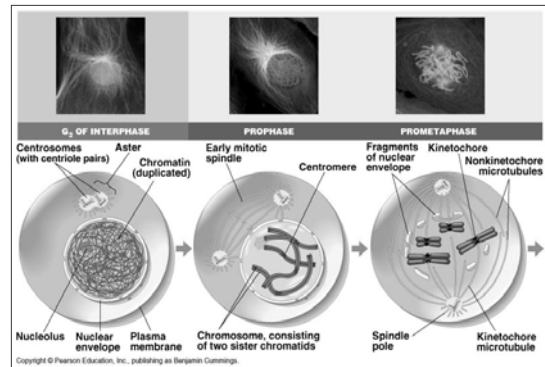 G₂ OF INTERPHASE
PROPHASE
PROMETAPHASE
Centrosomes
(with centriole pairs)
Aster
Chromatin
(duplicated)
Early mitotic
spindle
Centromere
Fragments
of nuclear
envelope
Kinetochore
Nonkinetochore
microtubules
Nucleolus
Nuclear
envelope
Plasma
membrane
Chromosome, consisting
of two sister chromatids
Spindle
pole
Kinetochore
microtubule
Copyright © Pearson Education, Inc., publishing as Benjamin Cummings.